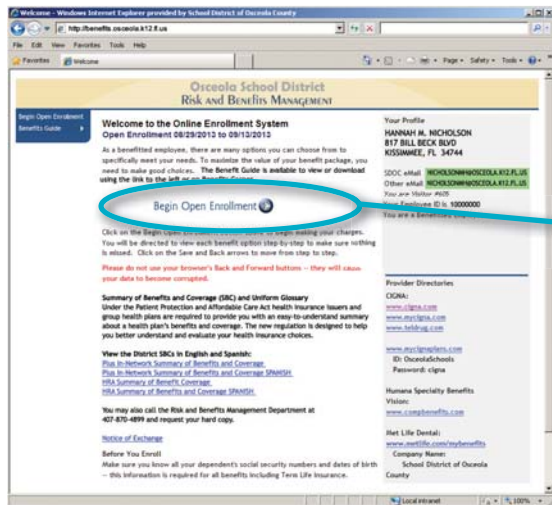 Welcome - Windows Internet Explorer provided by School District of Osceola County
http://benefits.osceola.k12.fl.us
File Edit View Favorites Tools Help
Favorites Welcome
Page Safety Tools
Osceola School District
Risk and Benefits Management
Begin Open Enrollment
Benefits Guide
Welcome to the Online Enrollment System
Open Enrollment 08/29/2013 to 09/13/2013
As a benefitted employee, there are many options you can choose from to
specifically meet your needs. To maximize the value of your benefit package, you
need to make good choices. The Benefit Guide is available to view or download
using the link to the left
Begin Open Enrollment
Click on the Begin Open Enrollment to begin making your changes.
You will be directed to view each benefit option step-by-step to make sure nothing
is missed. Click on the Save and Back arrows to move from step to step.
Please do not use your browser's Back and Forward buttons -- they will cause
your data to become corrupted.
Summary of Benefits and Coverage (SBC) and Uniform Glossary
Under the Patient Protection and Affordable Care Act health insurance issuers and
group health plans are required to provide you with an easy-to-understand summary
about a health plan's benefits and coverage. The new regulation is designed to help
you better understand and evaluate your health insurance choices.
View the District SBCs in English and Spanish:
Plus In-Network Summary of Benefits and Coverage
Plus In-Network Summary of Benefits and Coverage SPANISH
HRA Summary of Benefit Coverage
HRA Summary of Benefits and Coverage SPANISH
You may also call the Risk and Benefits Management Department at
407-870-4899 and request your hard copy.
Notice of Exchange
Before You Enroll
Make sure you know all your dependent's social security numbers and dates of birth
-- this information is required for all benefits including Term Life Insurance.
Your Profile
HANNAH M. NICHOLSON
817 BILL BECK BLVD
KISSIMMEE, FL 34744
SDOC eMail NICHOLSONHH@OSCEOLA.K12.FL.US
Other eMail NICHOLSONHH@OSCEOLA.K12.FL.US
You are Visitor #605
Your Employee ID is 10000000
You are a Benefitted
Provider Directories
CIGNA:
www.cigna.com
www.mycigna.com
www.teldrug.com
www.mycignaplans.com
ID: OsceolaSchools
Password: cigna
Humana Specialty Benefits
Vision:
www.compbenefits.com
Met Life Dental:
www.metlife.com/mybenefits
Company Name:
School District of Osceola
County
Local intranet
100%